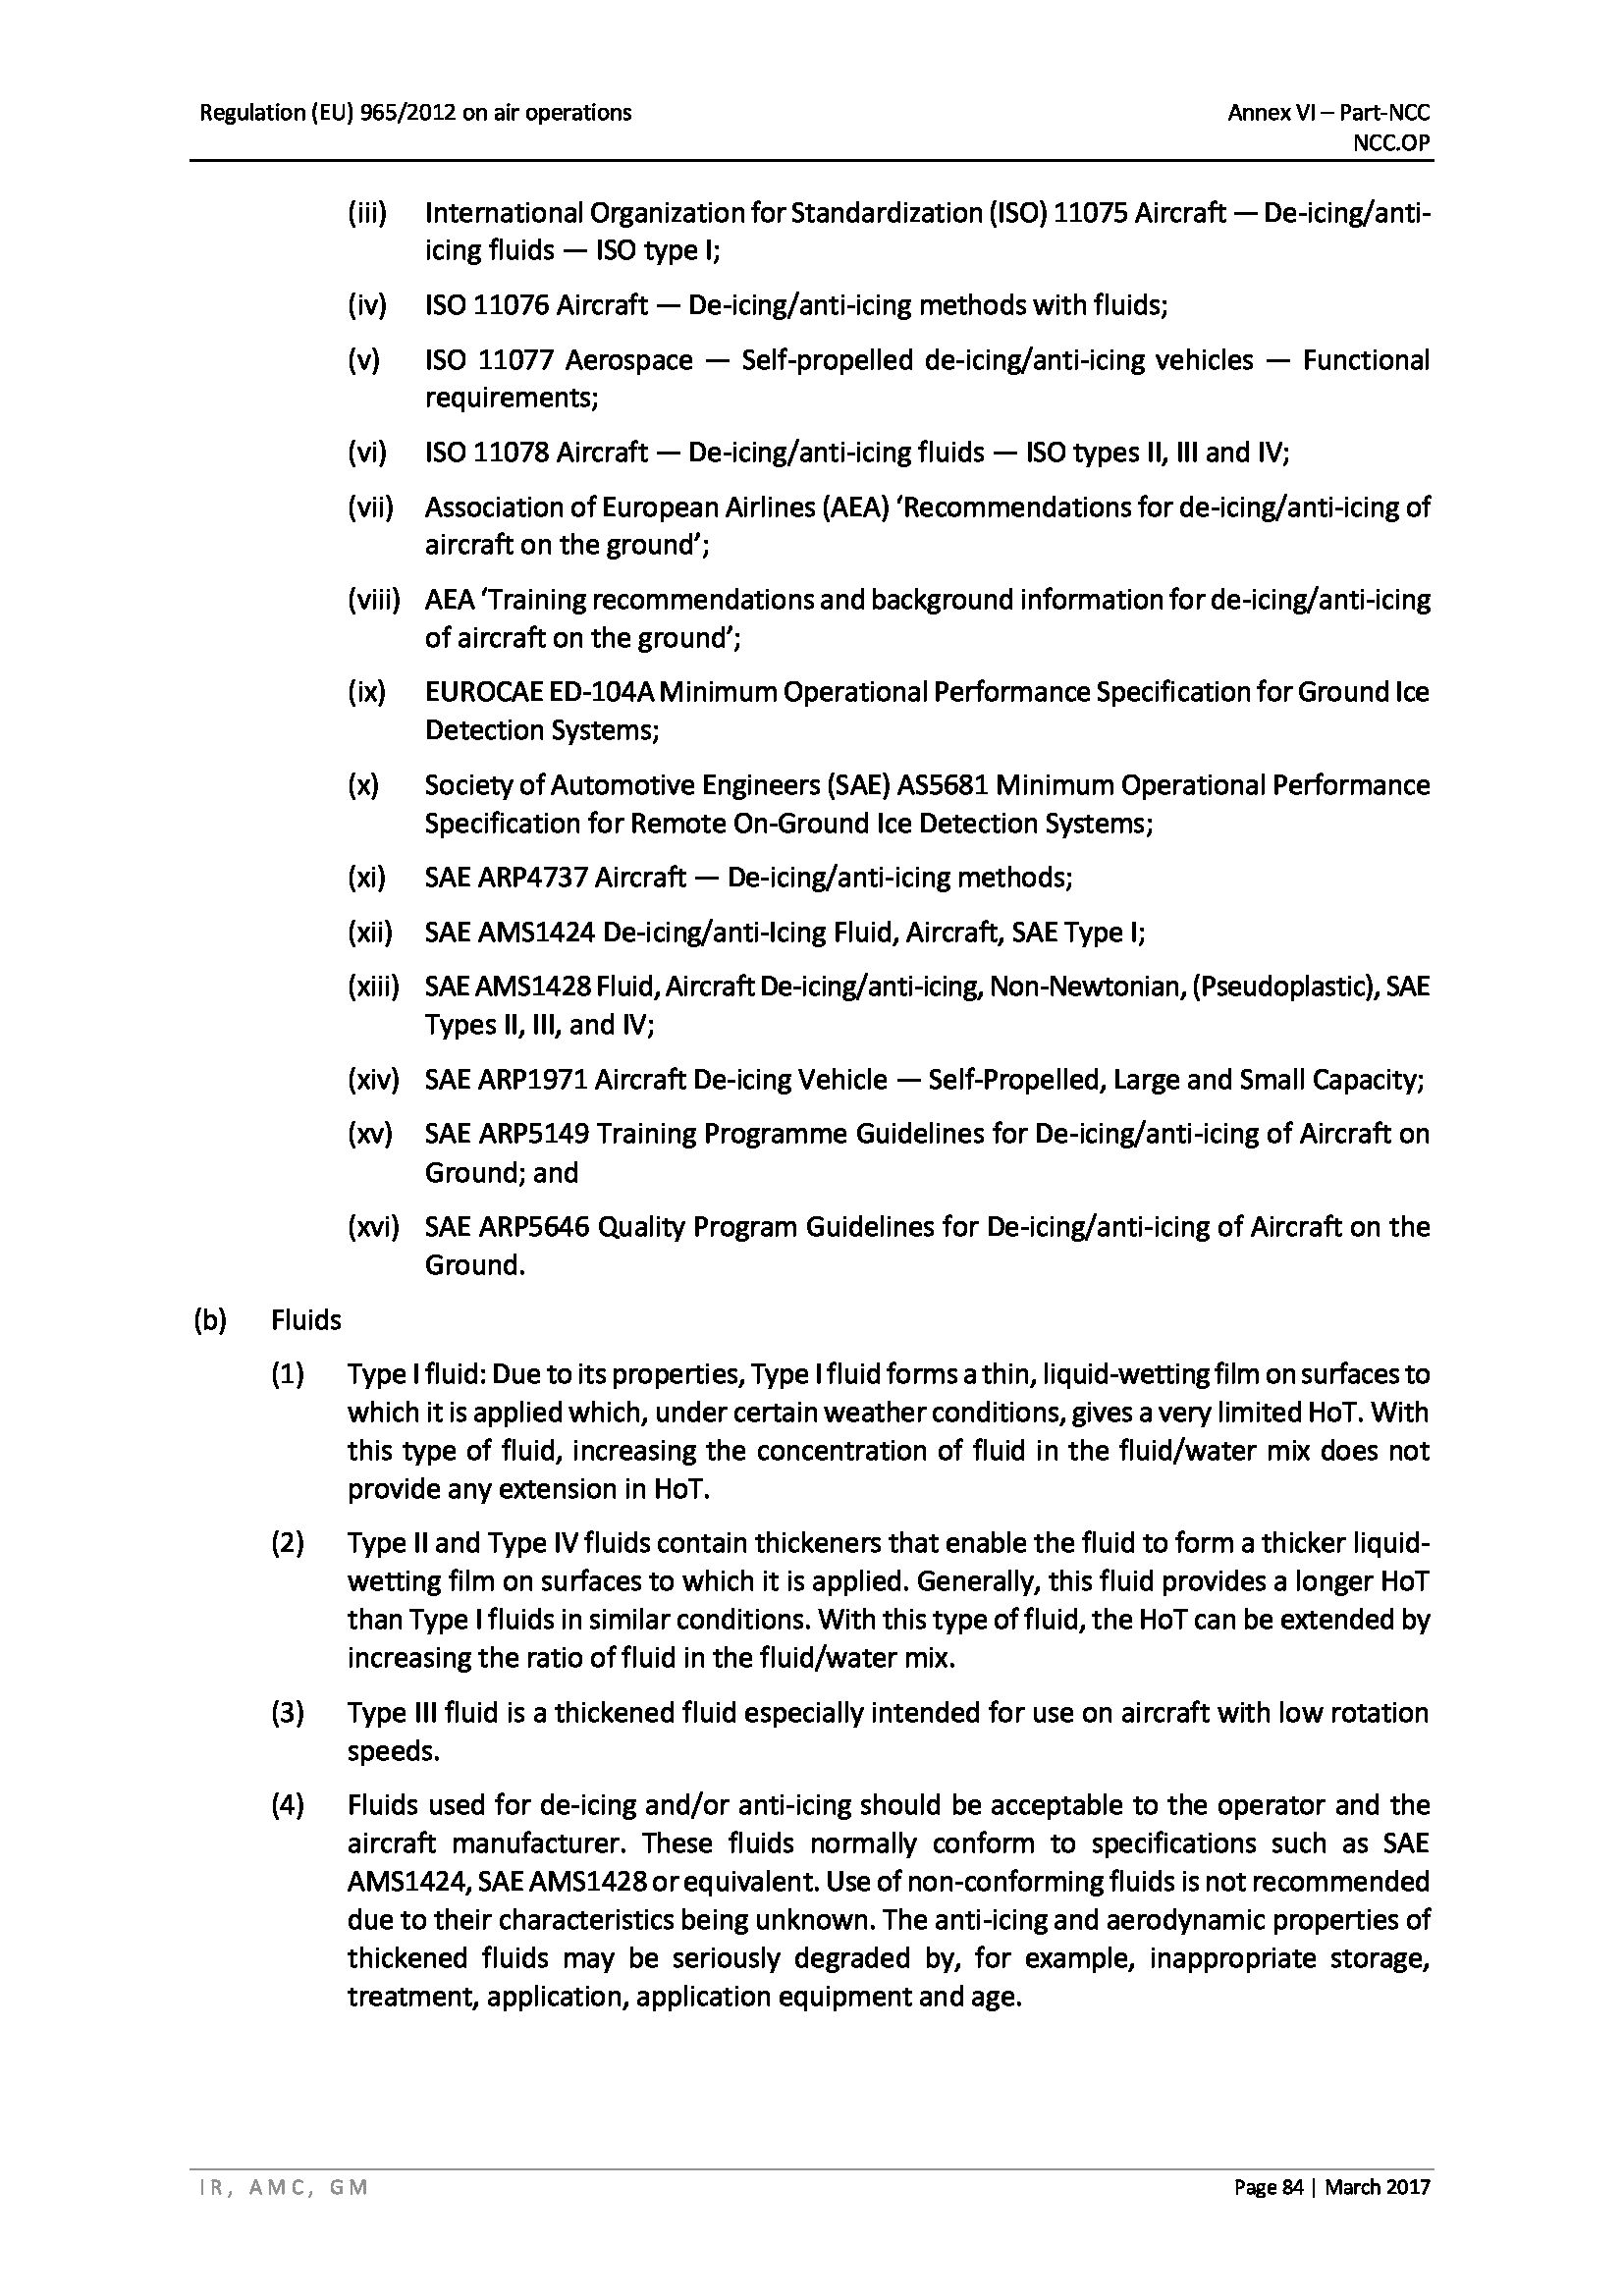 Regulation (EU) 965/2012 on air operations
Annex VI – Part-NCC
NCC.OP
(iii) International Organization for Standardization (ISO) 11075 Aircraft — De-icing/anti-
icing fluids — ISO type I;
(iv) ISO 11076 Aircraft — De-icing/anti-icing methods with fluids;
(v) ISO 11077 Aerospace — Self-propelled de-icing/anti-icing vehicles — Functional
requirements;
(vi) ISO 11078 Aircraft — De-icing/anti-icing fluids — ISO types II, III and IV;
(vii) Association of European Airlines (AEA) ‘Recommendations for de-icing/anti-icing of
aircraft on the ground’;
(viii) AEA ‘Training recommendations and background information for de-icing/anti-icing
of aircraft on the ground’;
(ix) EUROCAE ED-104A Minimum Operational Performance Specification for Ground Ice
Detection Systems;
(x) Society of Automotive Engineers (SAE) AS5681 Minimum Operational Performance
Specification for Remote On-Ground Ice Detection Systems;
(xi) SAE ARP4737 Aircraft — De-icing/anti-icing methods;
(xii) SAE AMS1424 De-icing/anti-Icing Fluid, Aircraft, SAE Type I;
(xiii) SAE AMS1428 Fluid, Aircraft De-icing/anti-icing, Non-Newtonian, (Pseudoplastic), SAE
Types II, III, and IV;
(xiv) SAE ARP1971 Aircraft De-icing Vehicle — Self-Propelled, Large and Small Capacity;
(xv) SAE ARP5149 Training Programme Guidelines for De-icing/anti-icing of Aircraft on
Ground; and
(xvi) SAE ARP5646 Quality Program Guidelines for De-icing/anti-icing of Aircraft on the
Ground.
(b) Fluids
(1) Type I fluid: Due to its properties, Type I fluid forms a thin, liquid-wetting film on surfaces to
which it is applied which, under certain weather conditions, gives a very limited HoT. With
this type of fluid, increasing the concentration of fluid in the fluid/water mix does not
provide any extension in HoT.
(2) Type II and Type IV fluids contain thickeners that enable the fluid to form a thicker liquid-
wetting film on surfaces to which it is applied. Generally, this fluid provides a longer HoT
than Type I fluids in similar conditions. With this type of fluid, the HoT can be extended by
increasing the ratio of fluid in the fluid/water mix.
(3) Type III fluid is a thickened fluid especially intended for use on aircraft with low rotation
speeds.
(4) Fluids used for de-icing and/or anti-icing should be acceptable to the operator and the
aircraft manufacturer. These fluids normally conform to specifications such as SAE
AMS1424, SAE AMS1428 or equivalent. Use of non-conforming fluids is not recommended
due to their characteristics being unknown. The anti-icing and aerodynamic properties of
thickened fluids may be seriously degraded by, for example, inappropriate storage,
treatment, application, application equipment and age.
IR, AMC, GM
Page 84 | March 2017